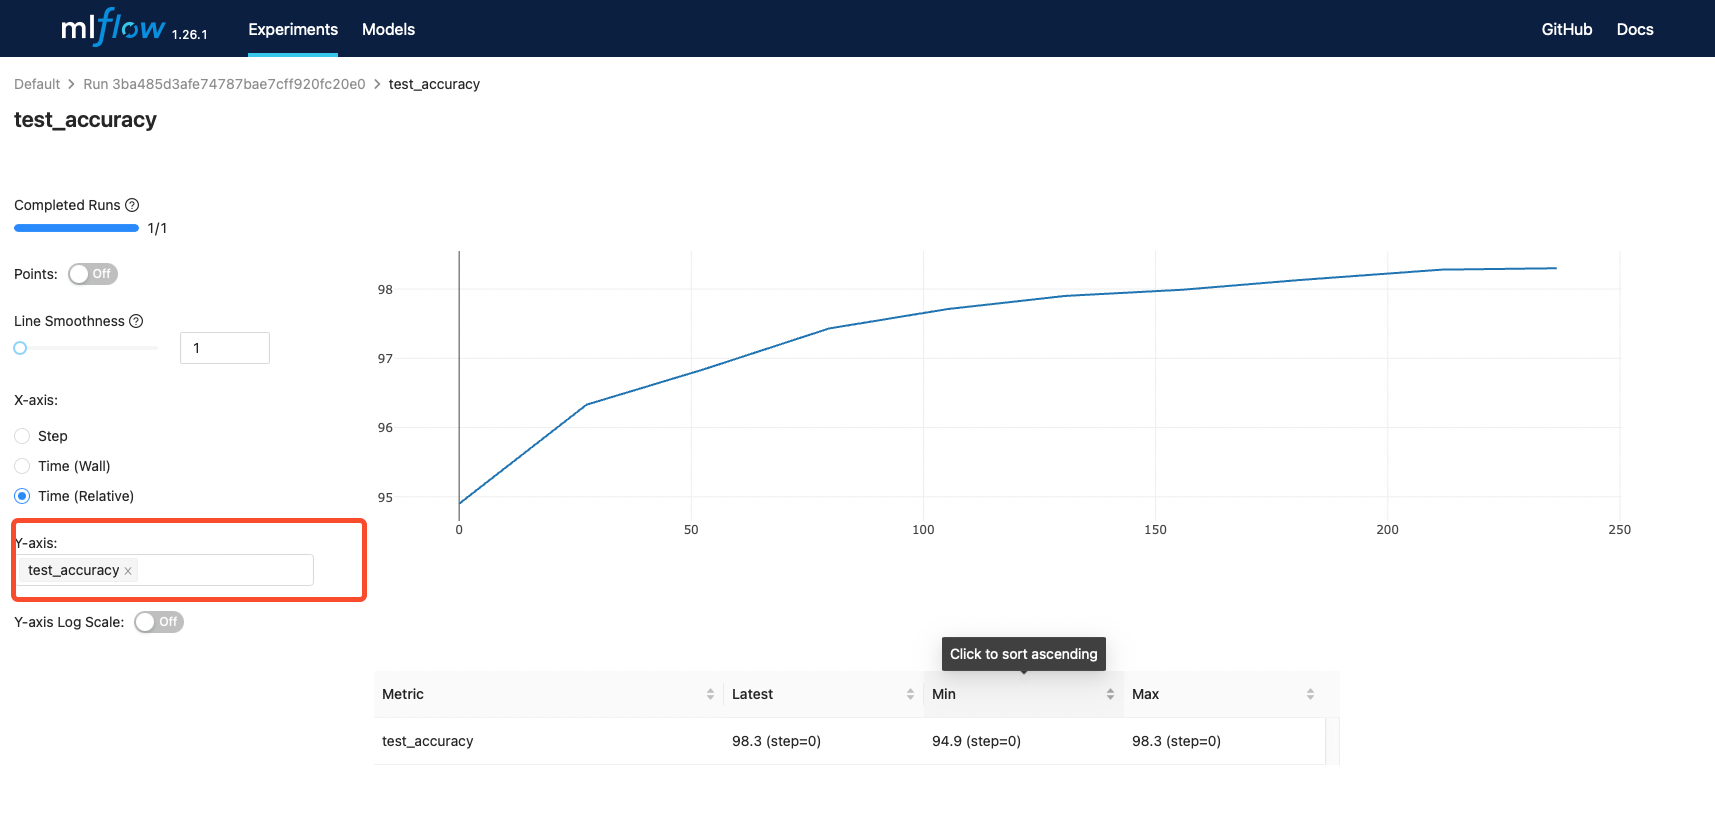 mlflow 1.26.1 Experiments Models GitHub Docs
Default > Run 3ba485d3afe74787bae7cff920fc20e0 > test_accuracy
test_accuracy
Completed Runs ?
1/1
Points: Off
Line Smoothness ?
1
X-axis:
Step
Time (Wall)
Time (Relative)
Y-axis:
test_accuracy ×
Y-axis Log Scale: Off
98
97
96
95
0 50 100 150 200 250
Click to sort ascending
Metric Latest Min Max
test_accuracy 98.3 (step=0) 94.9 (step=0) 98.3 (step=0)